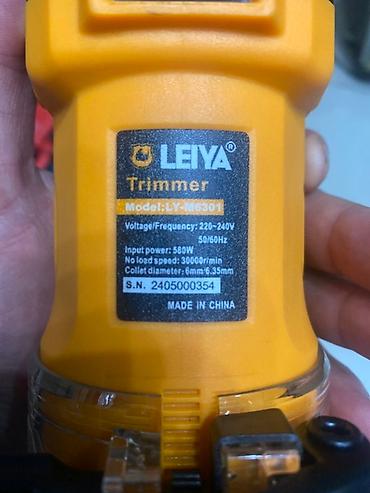 LEIYA®
Trimmer
Model:LY-M6301
Voltage/Frequency: 220~240V
50/60Hz
Input power: 580W
No load speed: 30000r/min
Collet diameter: 6mm/6.35mm
S.N. 2405000354
MADE IN CHINA